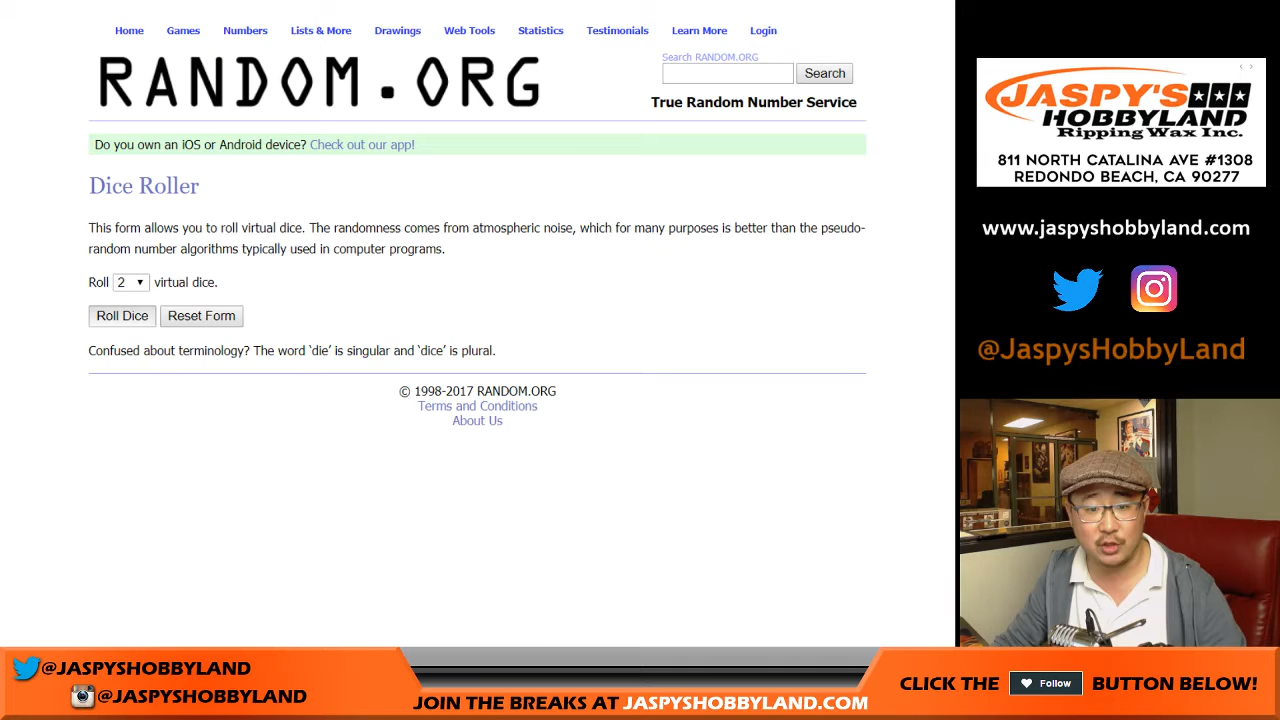 Home Games Numbers Lists & More Drawings Web Tools Statistics Testimonials Learn More Login
RANDOM.ORG
Search RANDOM.ORG
Search
True Random Number Service
Do you own an iOS or Android device? Check out our app!
Dice Roller
This form allows you to roll virtual dice. The randomness comes from atmospheric noise, which for many purposes is better than the pseudo-
random number algorithms typically used in computer programs.
Roll 2 virtual dice.
Roll Dice Reset Form
Confused about terminology? The word ‘die’ is singular and ‘dice’ is plural.
© 1998-2017 RANDOM.ORG
Terms and Conditions
About Us
JASPY'S
HOBBYLAND
Ripping Wax Inc.
811 NORTH CATALINA AVE #1308
REDONDO BEACH, CA 90277
www.jaspyshobbyland.com
@JaspysHobbyLand
@JASPYSHOBBYLAND
@JASPYSHOBBYLAND
JOIN THE BREAKS AT JASPYSHOBBYLAND.COM
CLICK THE Follow BUTTON BELOW!